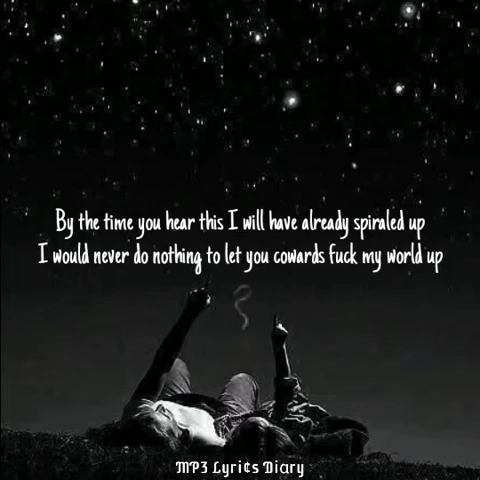 By the time you hear this I will have already spiraled up
I would never do nothing to let you cowards fuck my world up
MP3 Lyri¢s Diary